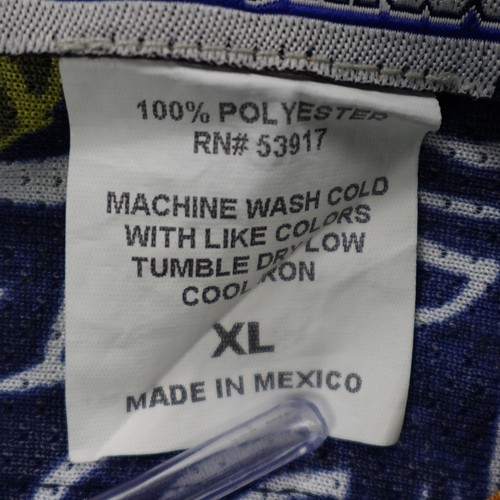 100% POLYESTER
RN# 53917
MACHINE WASH COLD
WITH LIKE COLORS
TUMBLE DRY LOW
COOL IRON
XL
MADE IN MEXICO